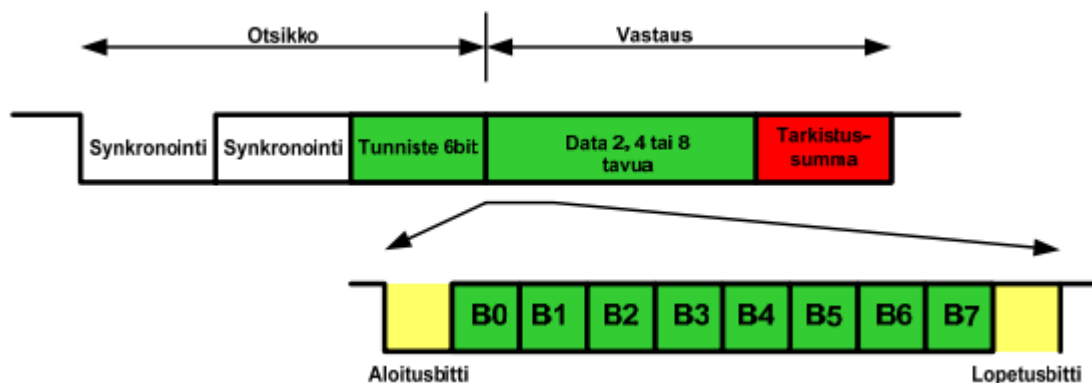 Otsikko
Vastaus
Synkronointi
Synkronointi
Tunniste 6bit
Data 2, 4 tai 8
tavua
Tarkistus-
summa
B0
B1
B2
B3
B4
B5
B6
B7
Aloitusbitti
Lopetusbitti